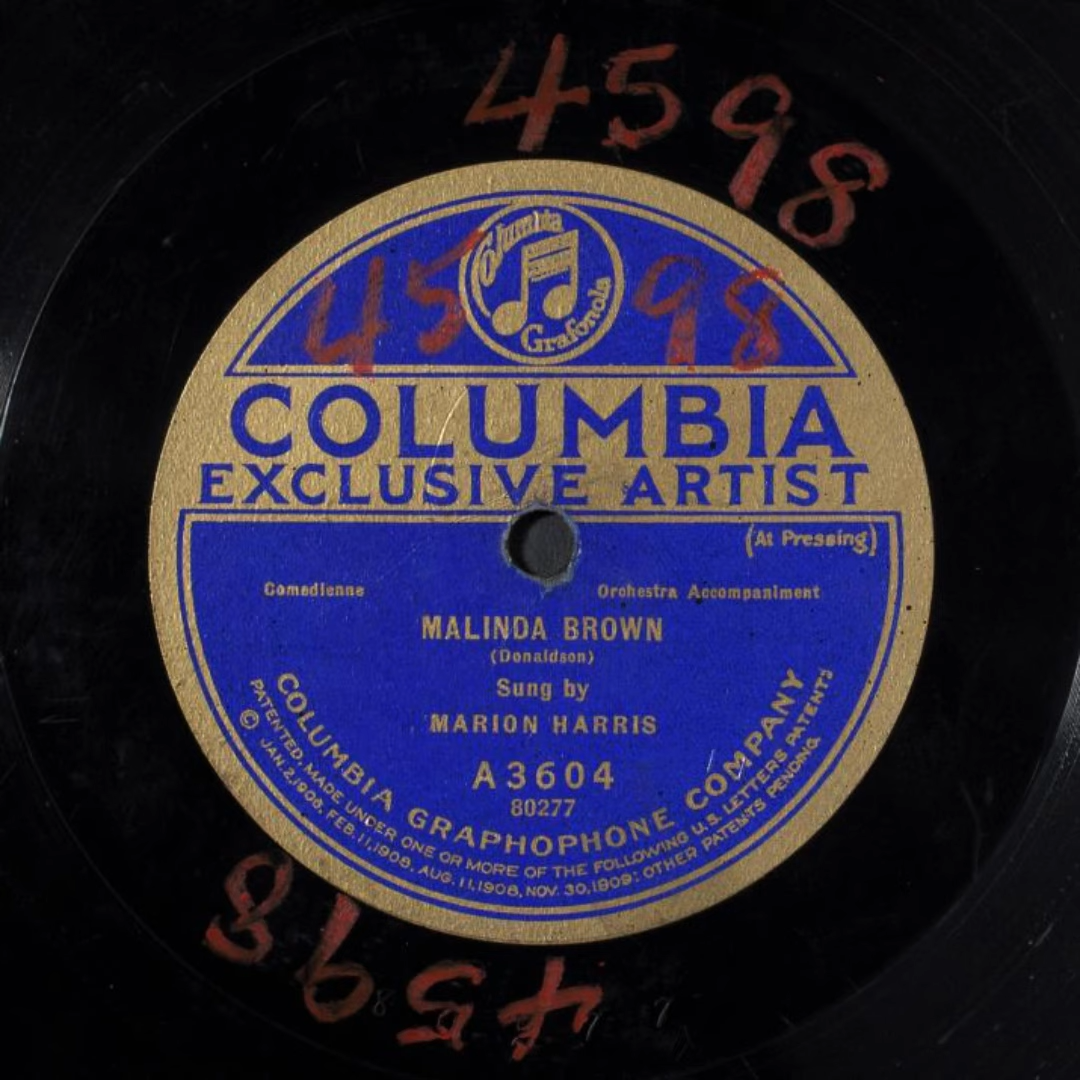 4598
Columbia
Grafonola
4598
COLUMBIA
EXCLUSIVE ARTIST
(At Pressing)
Comedienne
Orchestra Accompaniment
MALINDA BROWN
(Donaldson)
Sung by
MARION HARRIS
A3604
80277
COLUMBIA GRAPHOPHONE COMPANY
PATENTED, MADE UNDER ONE OR MORE OF THE FOLLOWING U.S. LETTERS PATENTS
© JAN.2,1906, FEB.11,1908, AUG.11,1908, NOV.30,1909; OTHER PATENTS PENDING.
4598